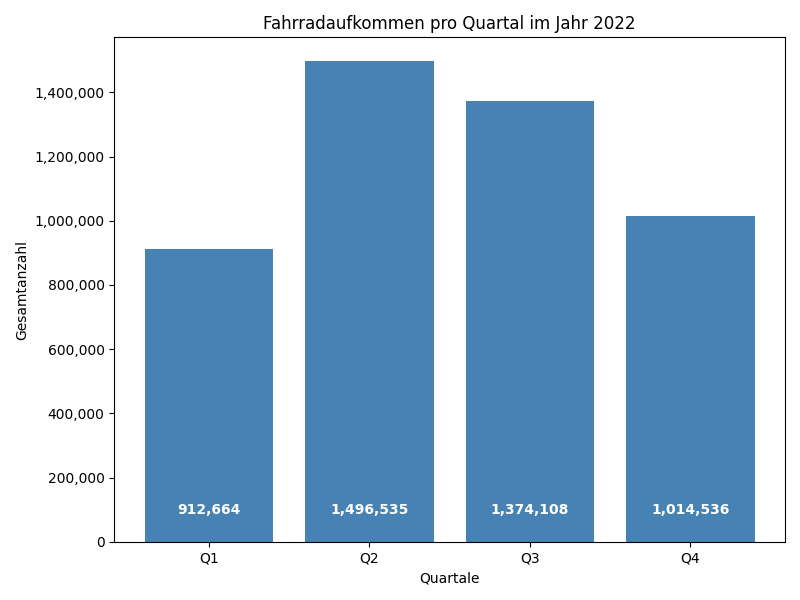 Fahrradaufkommen pro Quartal im Jahr 2022
Gesamtanzahl
1,400,000
1,200,000
1,000,000
800,000
600,000
400,000
200,000
0
912,664
1,496,535
1,374,108
1,014,536
Q1
Q2
Q3
Q4
Quartale